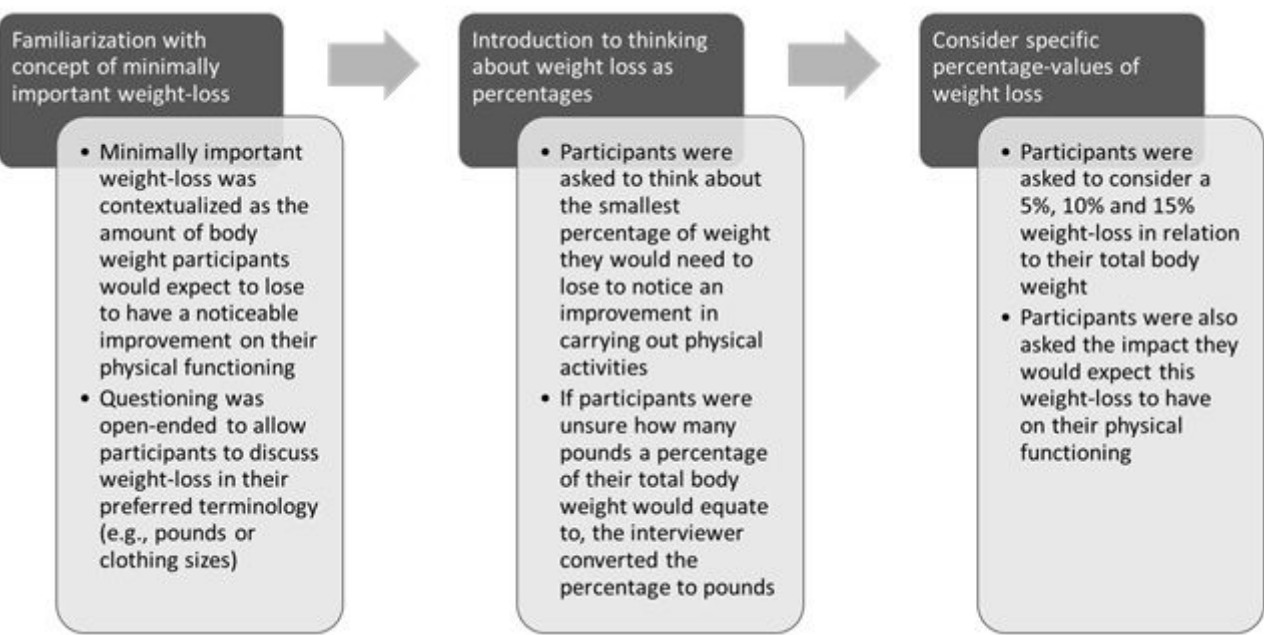 Familiarization with
concept of minimally
important weight-loss
• Minimally important
weight-loss was
contextualized as the
amount of body
weight participants
would expect to lose
to have a noticeable
improvement on their
physical functioning
• Questioning was
open-ended to allow
participants to discuss
weight-loss in their
preferred terminology
(e.g., pounds or
clothing sizes)
Introduction to thinking
about weight loss as
percentages
• Participants were
asked to think about
the smallest
percentage of weight
they would need to
lose to notice an
improvement in
carrying out physical
activities
• If participants were
unsure how many
pounds a percentage
of their total body
weight would equate
to, the interviewer
converted the
percentage to pounds
Consider specific
percentage-values of
weight loss
• Participants were
asked to consider a
5%, 10% and 15%
weight-loss in relation
to their total body
weight
• Participants were also
asked the impact they
would expect this
weight-loss to have
on their physical
functioning